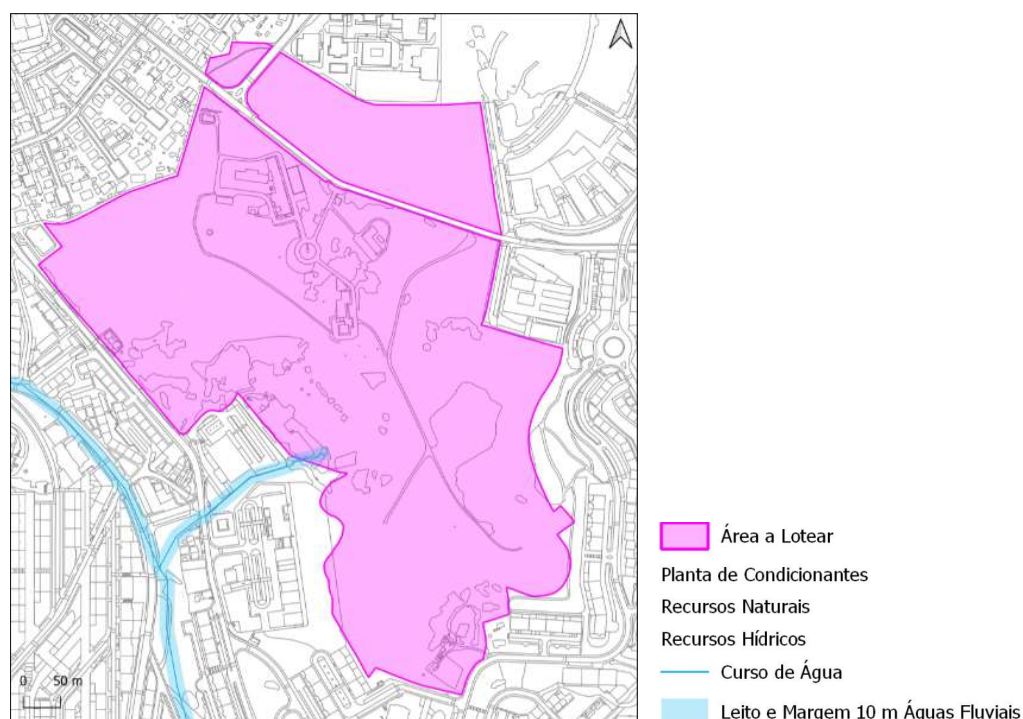 0 50 m
Área a Lotear
Planta de Condicionantes
Recursos Naturais
Recursos Hídricos
Curso de Água
Leito e Margem 10 m Águas Fluviais